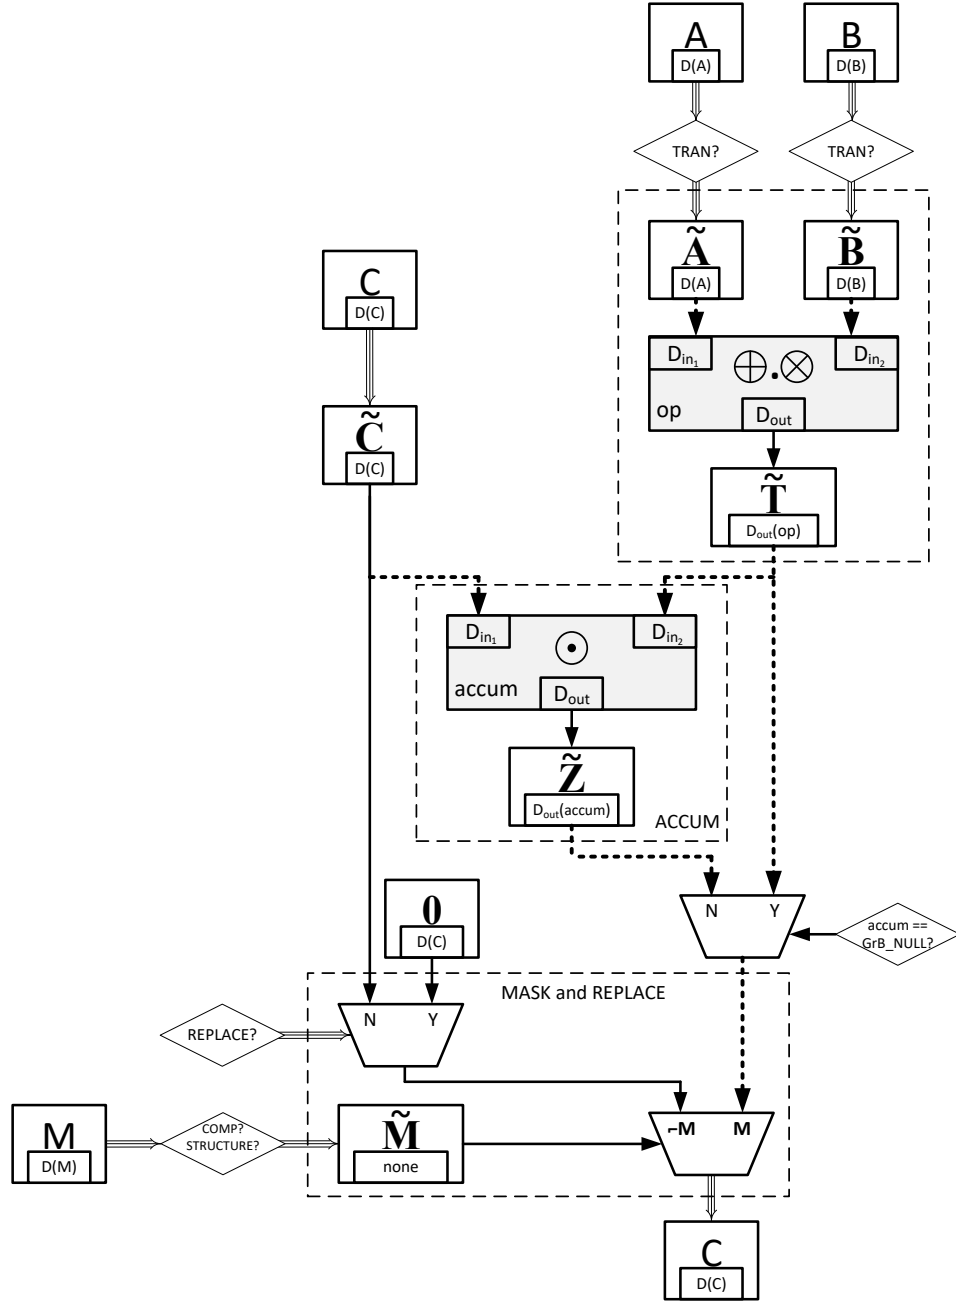 A
D(A)
B
D(B)
TRAN?
TRAN?
Ã
D(A)
B̃
D(B)
C
D(C)
Din₁
Din₂
⊕.⊗
op
Dout
C̃
D(C)
T̃
Dout(op)
Din₁
Din₂
⊙
accum
Dout
Z̃
Dout(accum)
ACCUM
0
D(C)
N
Y
accum ==
GrB_NULL?
MASK and REPLACE
N
Y
REPLACE?
M
D(M)
COMP?
STRUCTURE?
M̃
none
¬M
M
C
D(C)